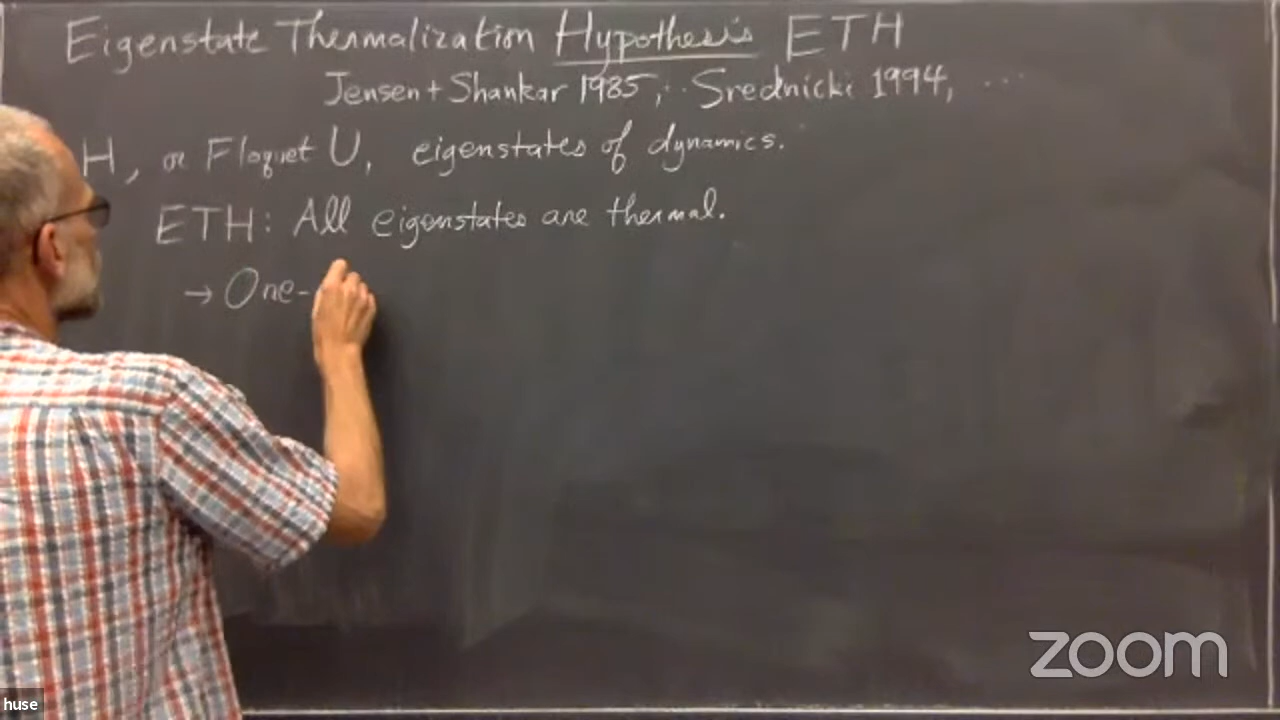 Eigenstate Thermalization Hypothesis ETH
Jensen + Shankar 1985, .. Srednicki 1994, ...
H, or Floquet U, eigenstates of dynamics.
ETH: All eigenstates are thermal.
→ One-
zoom
huse